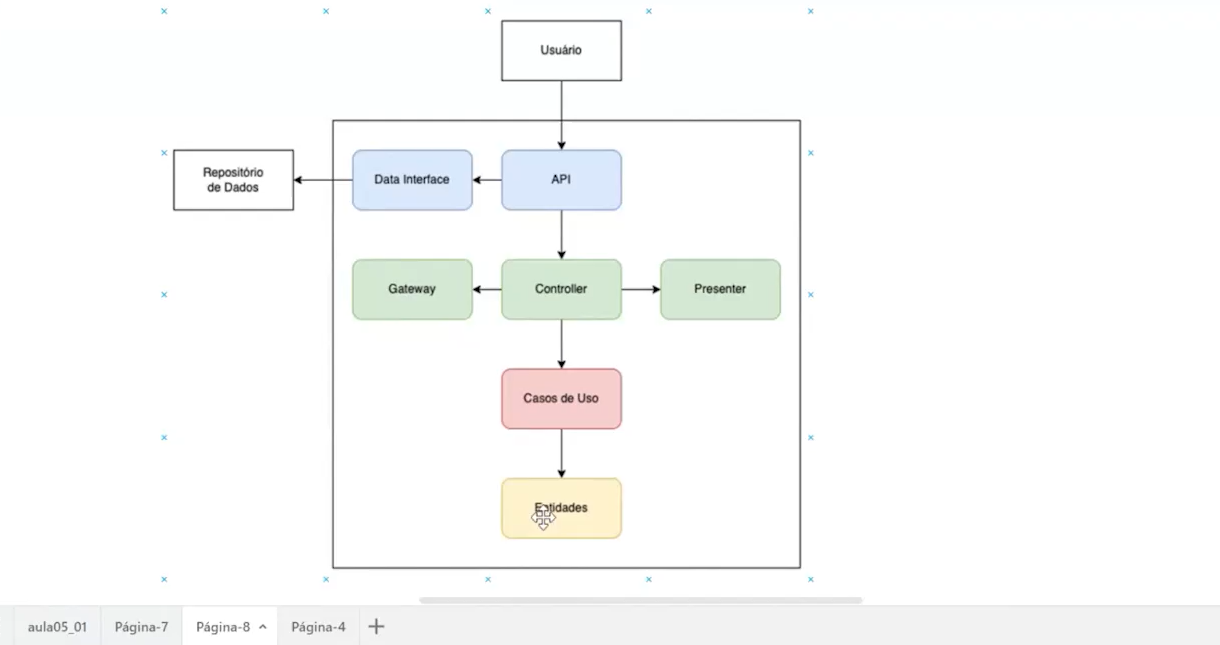 Usuário
Repositório
de Dados
Data Interface
API
Gateway
Controller
Presenter
Casos de Uso
Entidades
aula05_01
Página-7
Página-8
Página-4